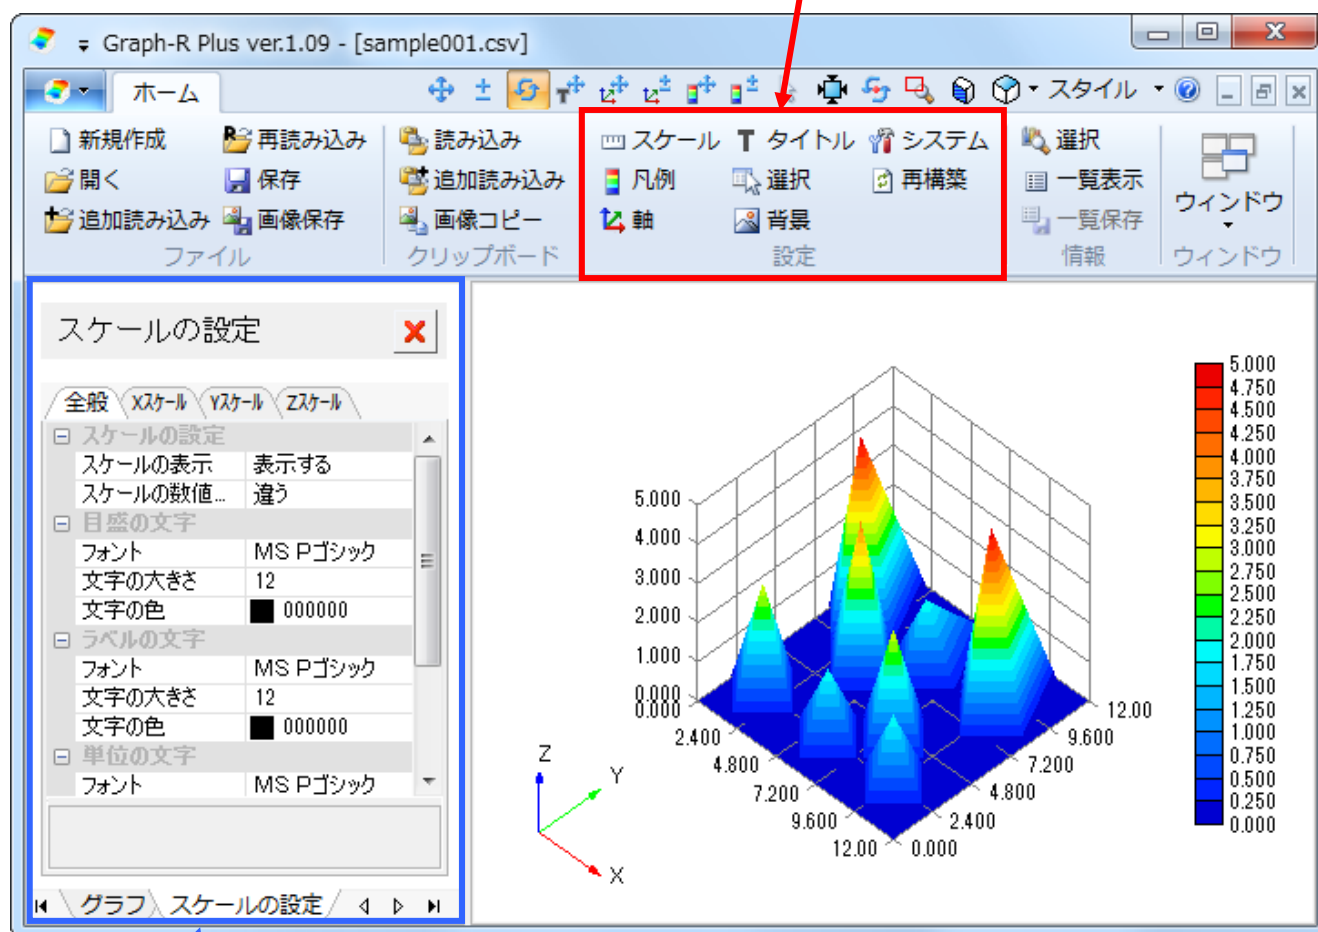 Graph-R Plus ver.1.09 - [sample001.csv]
ホーム
スタイル
新規作成
再読み込み
読み込み
スケール
タイトル
システム
選択
開く
保存
追加読み込み
凡例
選択
再構築
一覧表示
追加読み込み
画像保存
画像コピー
軸
背景
一覧保存
ウィンドウ
ファイル
クリップボード
設定
情報
ウィンドウ
スケールの設定
全般
Xスケール
Yスケール
Zスケール
スケールの設定
スケールの表示 表示する
スケールの数値... 違う
目盛の文字
フォント MS Pゴシック
文字の大きさ 12
文字の色 000000
ラベルの文字
フォント MS Pゴシック
文字の大きさ 12
文字の色 000000
単位の文字
フォント MS Pゴシック
グラフ
スケールの設定
5.000
4.000
3.000
2.000
1.000
0.000
0.000
2.400
4.800
7.200
9.600
12.00
0.000
2.400
4.800
7.200
9.600
12.00
Z
Y
X
5.000
4.750
4.500
4.250
4.000
3.750
3.500
3.250
3.000
2.750
2.500
2.250
2.000
1.750
1.500
1.250
1.000
0.750
0.500
0.250
0.000